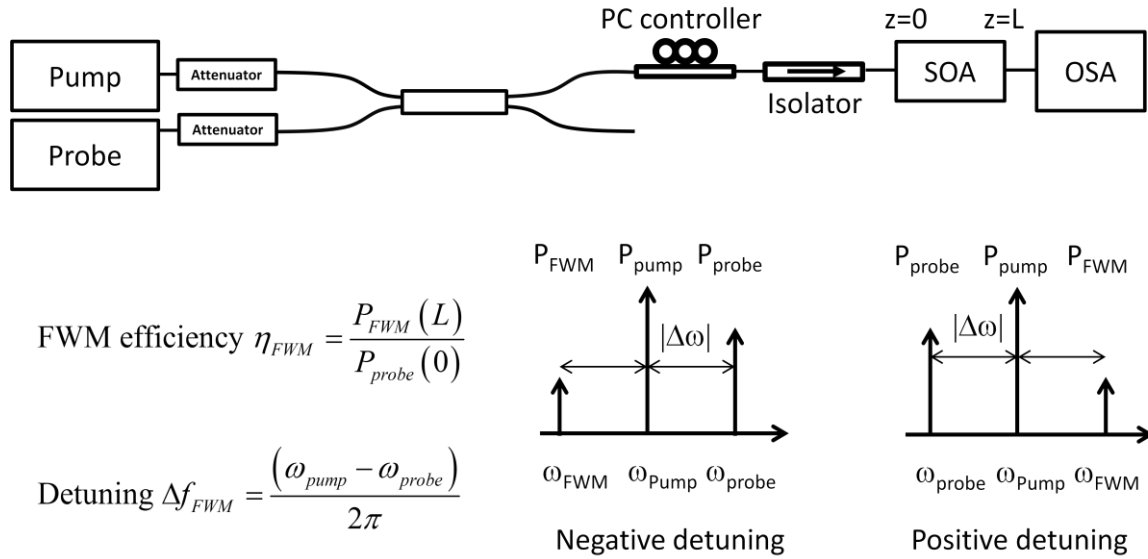 PC controller
z=0 z=L
Pump
Attenuator
SOA
OSA
Isolator
Attenuator
Probe
P_FWM P_pump P_probe
P_probe P_pump P_FWM
|Δω|
|Δω|
FWM efficiency η_FWM = P_FWM(L) / P_probe(0)
Detuning Δf_FWM = (ω_pump − ω_probe) / 2π
ω_FWM ω_Pump ω_probe
ω_probe ω_Pump ω_FWM
Negative detuning
Positive detuning